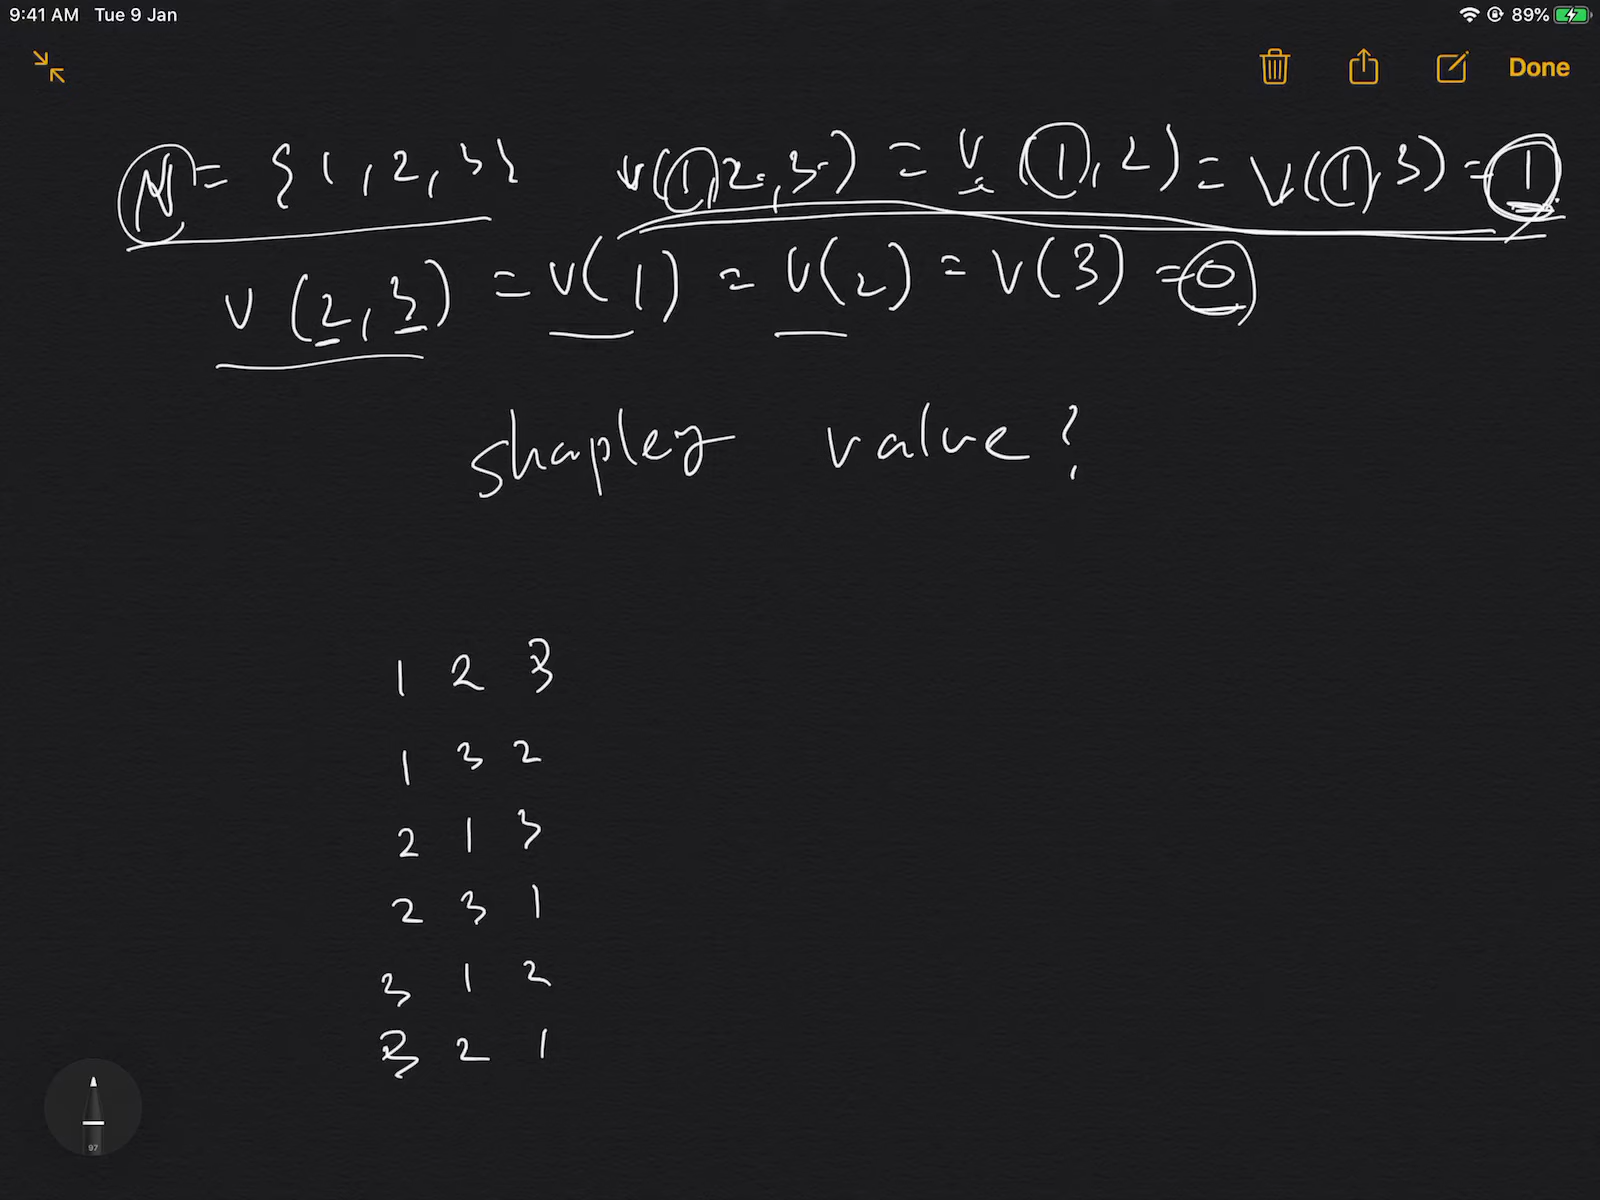 9:41 AM Tue 9 Jan 89%
Done
N = {1, 2, 3} v(1,2,3) = v(1,2) = v(1,3) = 1
v(2,3) = v(1) = v(2) = v(3) = 0
shapley value?
1 2 3
1 3 2
2 1 3
2 3 1
3 1 2
3 2 1
97